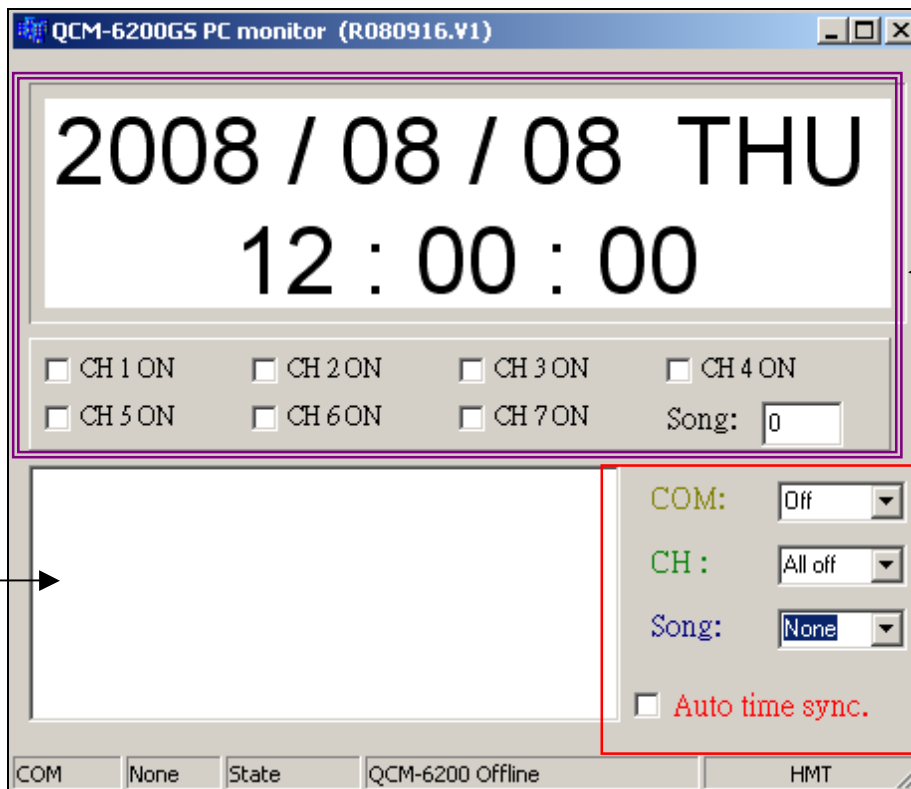 QCM-6200GS PC monitor (R080916.V1)
2008 / 08 / 08 THU
12 : 00 : 00
CH 1 ON CH 2 ON CH 3 ON CH 4 ON
CH 5 ON CH 6 ON CH 7 ON Song: 0
COM: Off
CH : All off
Song: None
Auto time sync.
COM None State QCM-6200 Offline HMT